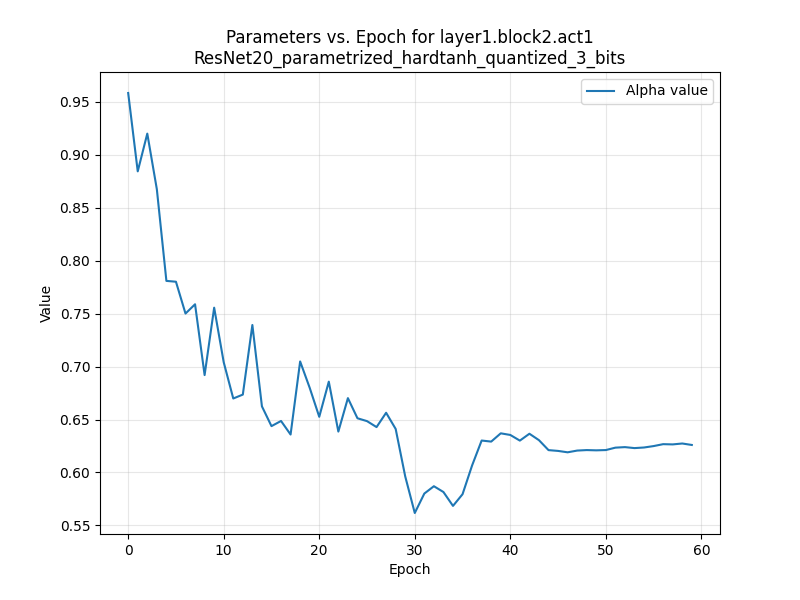 Parameters vs. Epoch for layer1.block2.act1
ResNet20_parametrized_hardtanh_quantized_3_bits
Alpha value
0.95
0.90
0.85
0.80
0.75
0.70
0.65
0.60
0.55
Value
0 10 20 30 40 50 60
Epoch